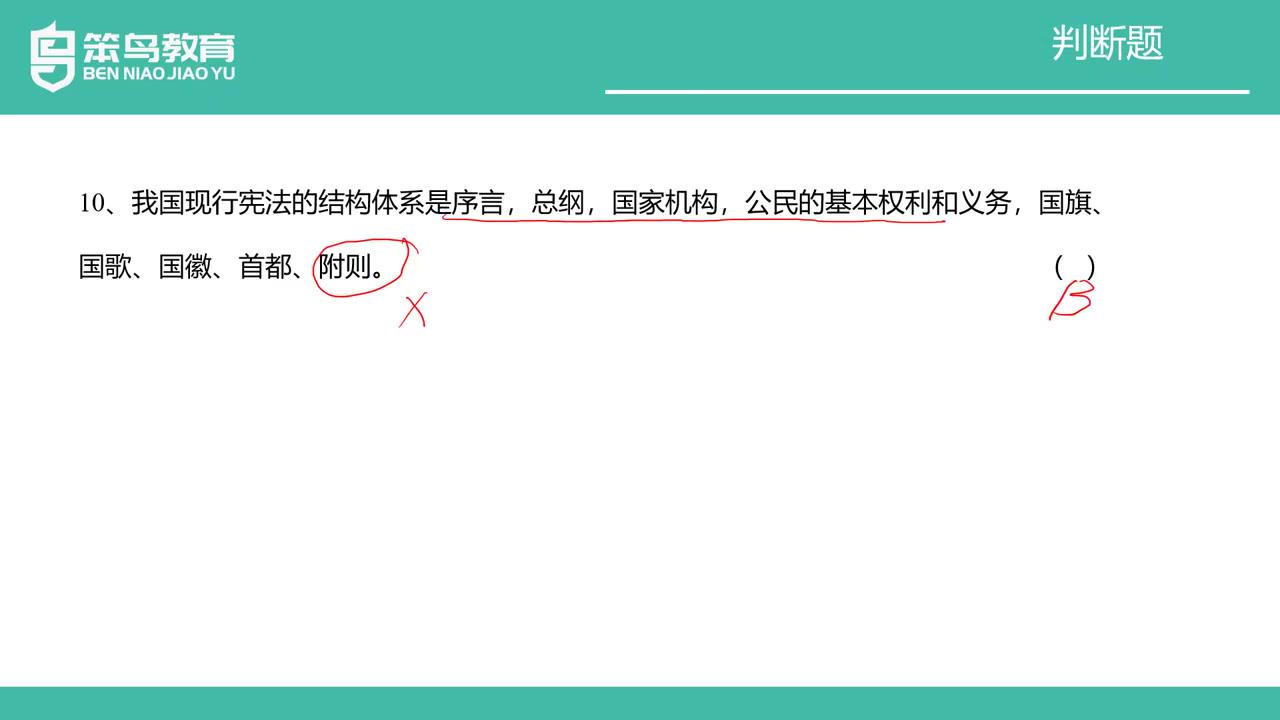 笨鸟教育
BEN NIAO JIAO YU
判断题
10、我国现行宪法的结构体系是序言，总纲，国家机构，公民的基本权利和义务，国旗、
国歌、国徽、首都、附则。 （ ）
X
B